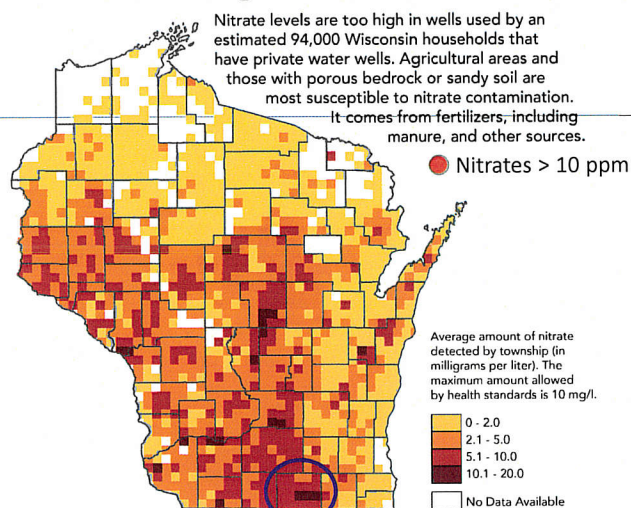 Nitrate levels are too high in wells used by an
estimated 94,000 Wisconsin households that
have private water wells. Agricultural areas and
those with porous bedrock or sandy soil are
most susceptible to nitrate contamination.
It comes from fertilizers, including
manure, and other sources.
Nitrates > 10 ppm
Average amount of nitrate
detected by township (in
milligrams per liter). The
maximum amount allowed
by health standards is 10 mg/l.
0 - 2.0
2.1 - 5.0
5.1 - 10.0
10.1 - 20.0
No Data Available